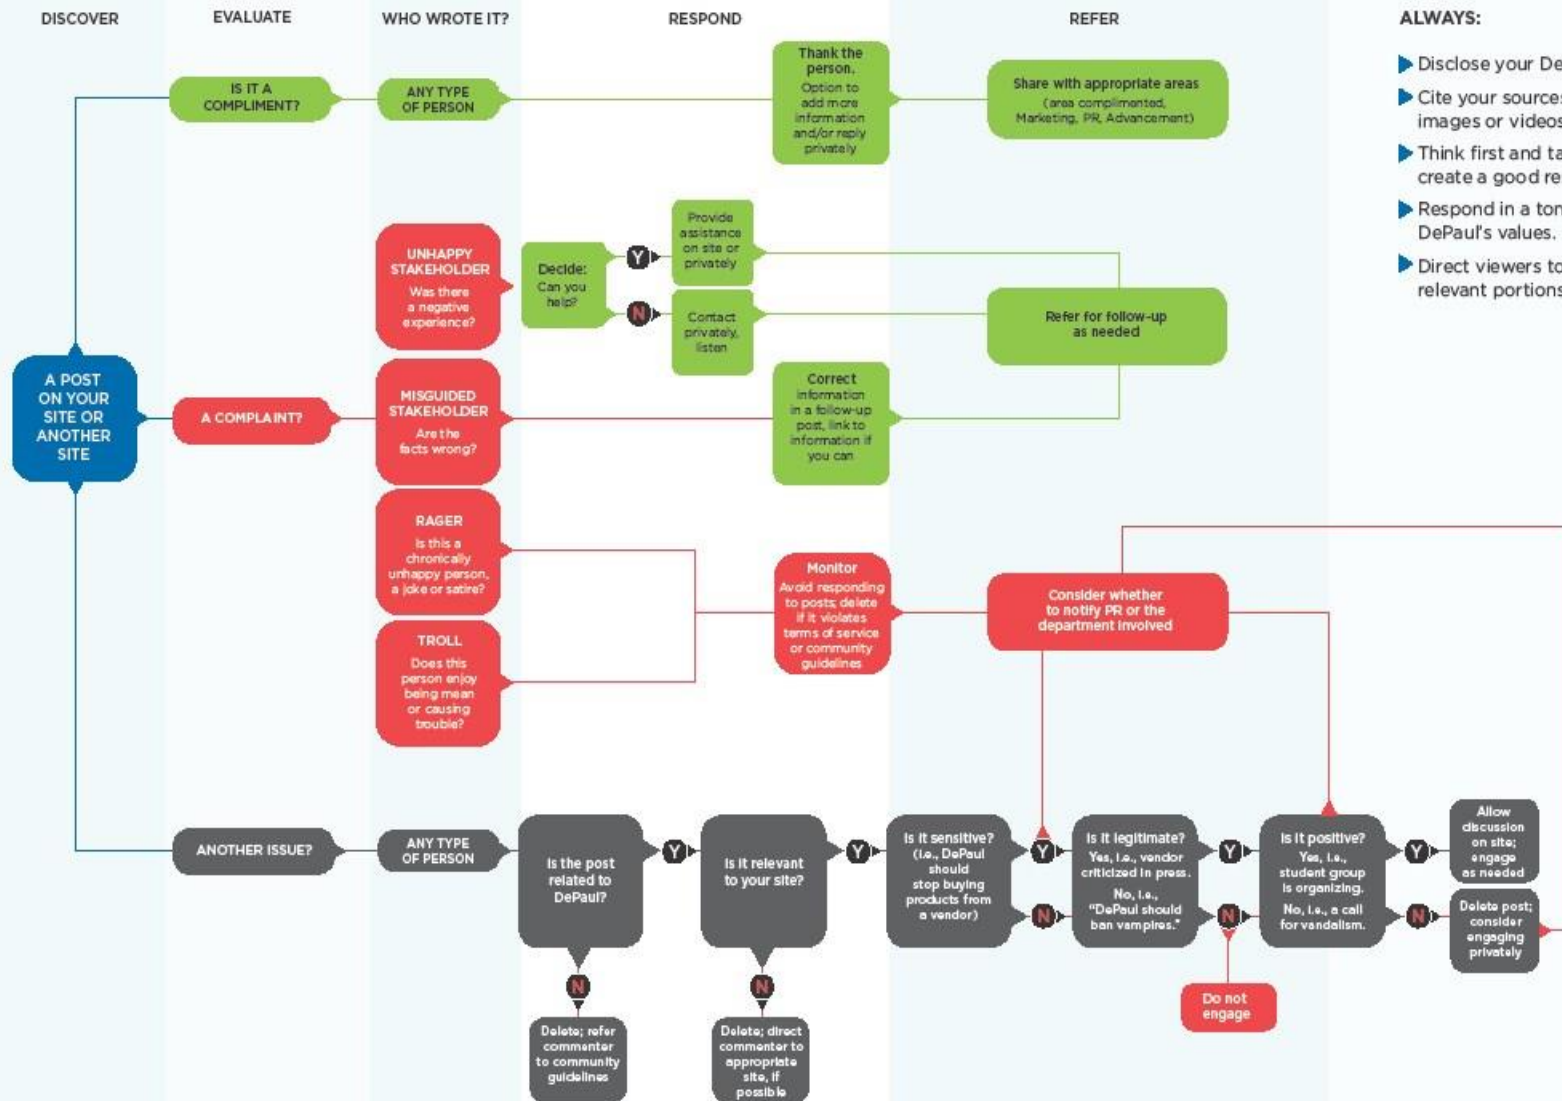 DISCOVER
EVALUATE
WHO WROTE IT?
RESPOND
REFER
ALWAYS:
Disclose your De
Cite your sources
images or videos
Think first and ta
create a good re
Respond in a ton
DePaul's values.
Direct viewers to
relevant portions
IS IT A
COMPLIMENT?
ANY TYPE
OF PERSON
Thank the
person.
Option to
add more
information
and/or reply
privately
Share with appropriate areas
(area complimented,
Marketing, PR, Advancement)
A POST
ON YOUR
SITE OR
ANOTHER
SITE
A COMPLAINT?
UNHAPPY
STAKEHOLDER
Was there
a negative
experience?
Decide:
Can you
help?
Y
Provide
assistance
on site or
privately
N
Contact
privately,
listen
Refer for follow-up
as needed
MISGUIDED
STAKEHOLDER
Are the
facts wrong?
Correct
information
in a follow-up
post, link to
information if
you can
RAGER
Is this a
chronically
unhappy person,
a joke or satire?
TROLL
Does this
person enjoy
being mean
or causing
trouble?
Monitor
Avoid responding
to posts; delete
if it violates
terms of service
or community
guidelines
Consider whether
to notify PR or the
department involved
ANOTHER ISSUE?
ANY TYPE
OF PERSON
Is the post
related to
DePaul?
Y
N
Delete; refer
commenter
to community
guidelines
Is it relevant
to your site?
Y
N
Delete; direct
commenter to
appropriate
site, if
possible
Is it sensitive?
(i.e., DePaul
should
stop buying
products from
a vendor)
Y
N
Is it legitimate?
Yes, i.e., vendor
criticized in press.
No, i.e.,
"DePaul should
ban vampires."
Y
N
Do not
engage
Is it positive?
Yes, i.e.,
student group
is organizing.
No, i.e., a call
for vandalism.
Y
Allow
discussion
on site;
engage
as needed
N
Delete post;
consider
engaging
privately